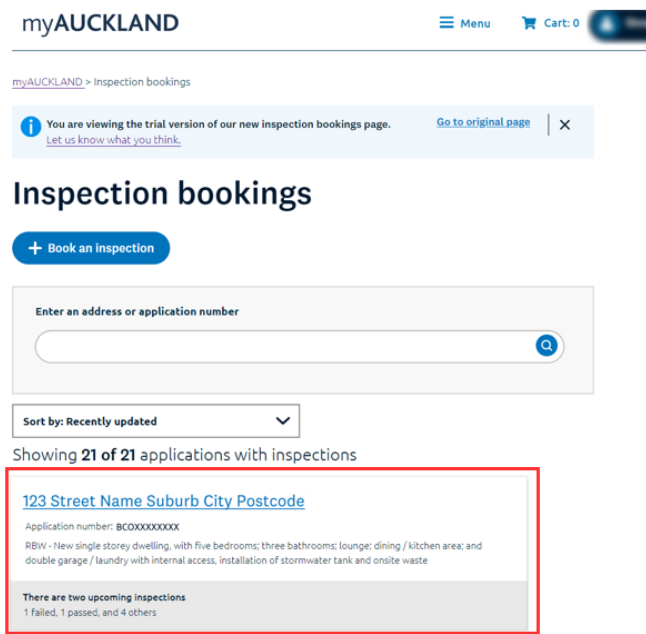 myAUCKLAND
Menu
Cart: 0
myAUCKLAND > Inspection bookings
You are viewing the trial version of our new inspection bookings page.
Go to original page
Let us know what you think.
Inspection bookings
+ Book an inspection
Enter an address or application number
Sort by: Recently updated
Showing 21 of 21 applications with inspections
123 Street Name Suburb City Postcode
Application number: BCOXXXXXXXX
RBW - New single storey dwelling, with five bedrooms; three bathrooms; lounge; dining / kitchen area; and
double garage / laundry with internal access, installation of stormwater tank and onsite waste
There are two upcoming inspections
1 failed, 1 passed, and 4 others